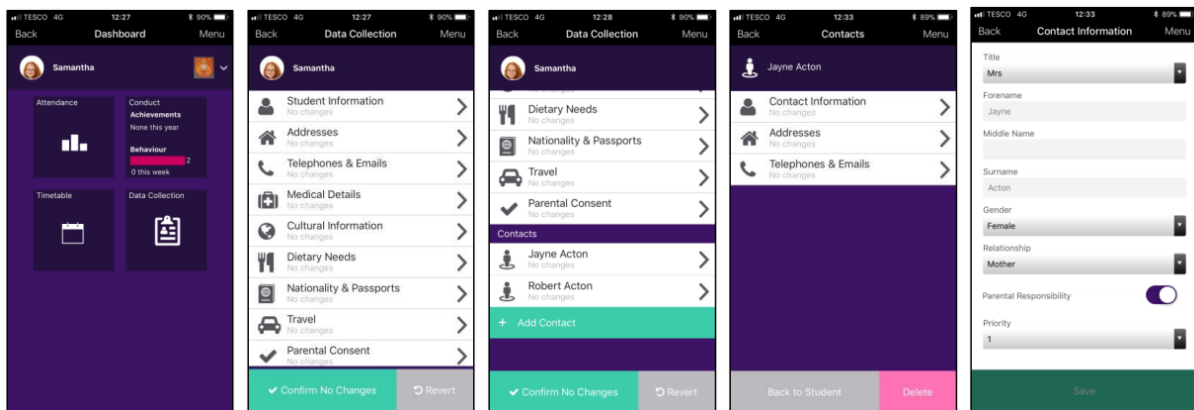 TESCO 4G 12:27 90%
Back Dashboard Menu
Samantha
Attendance
Conduct
Achievements
None this year
Behaviour
2
0 this week
Timetable
Data Collection
TESCO 4G 12:27 90%
Back Data Collection Menu
Samantha
Student Information
No changes
Addresses
No changes
Telephones & Emails
No changes
Medical Details
No changes
Cultural Information
No changes
Dietary Needs
No changes
Nationality & Passports
No changes
Travel
No changes
Parental Consent
No changes
Confirm No Changes Revert
TESCO 4G 12:28 90%
Back Data Collection Menu
Samantha
Dietary Needs
No changes
Nationality & Passports
No changes
Travel
No changes
Parental Consent
No changes
Contacts
Jayne Acton
No changes
Robert Acton
No changes
+ Add Contact
Confirm No Changes Revert
TESCO 4G 12:33 89%
Back Contacts Menu
Jayne Acton
Contact Information
No changes
Addresses
No changes
Telephones & Emails
No changes
Back to Student Delete
TESCO 4G 12:33 89%
Back Contact Information Menu
Title
Mrs
Forename
Jayne
Middle Name
Surname
Acton
Gender
Female
Relationship
Mother
Parental Responsibility
Priority
1
Save